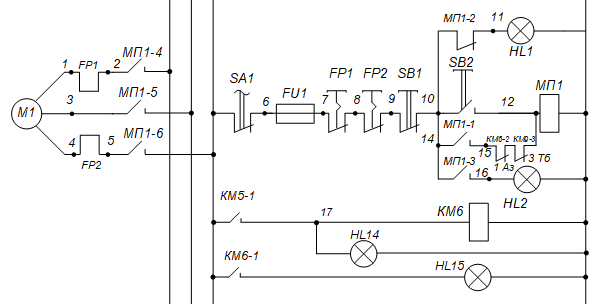 11
МП1-2
HL1
1
FP1
2
МП1-4
3
МП1-5
M1
4
FP2
5
МП1-6
SA1
6
FU1
7
FP1
8
FP2
9
SB1
10
SB2
12
МП1
14
МП1-1
15
КМ6-2
КМ9-3
1 Аз
3 Тб
МП1-3
16
HL2
КМ5-1
17
КМ6
HL14
КМ6-1
HL15